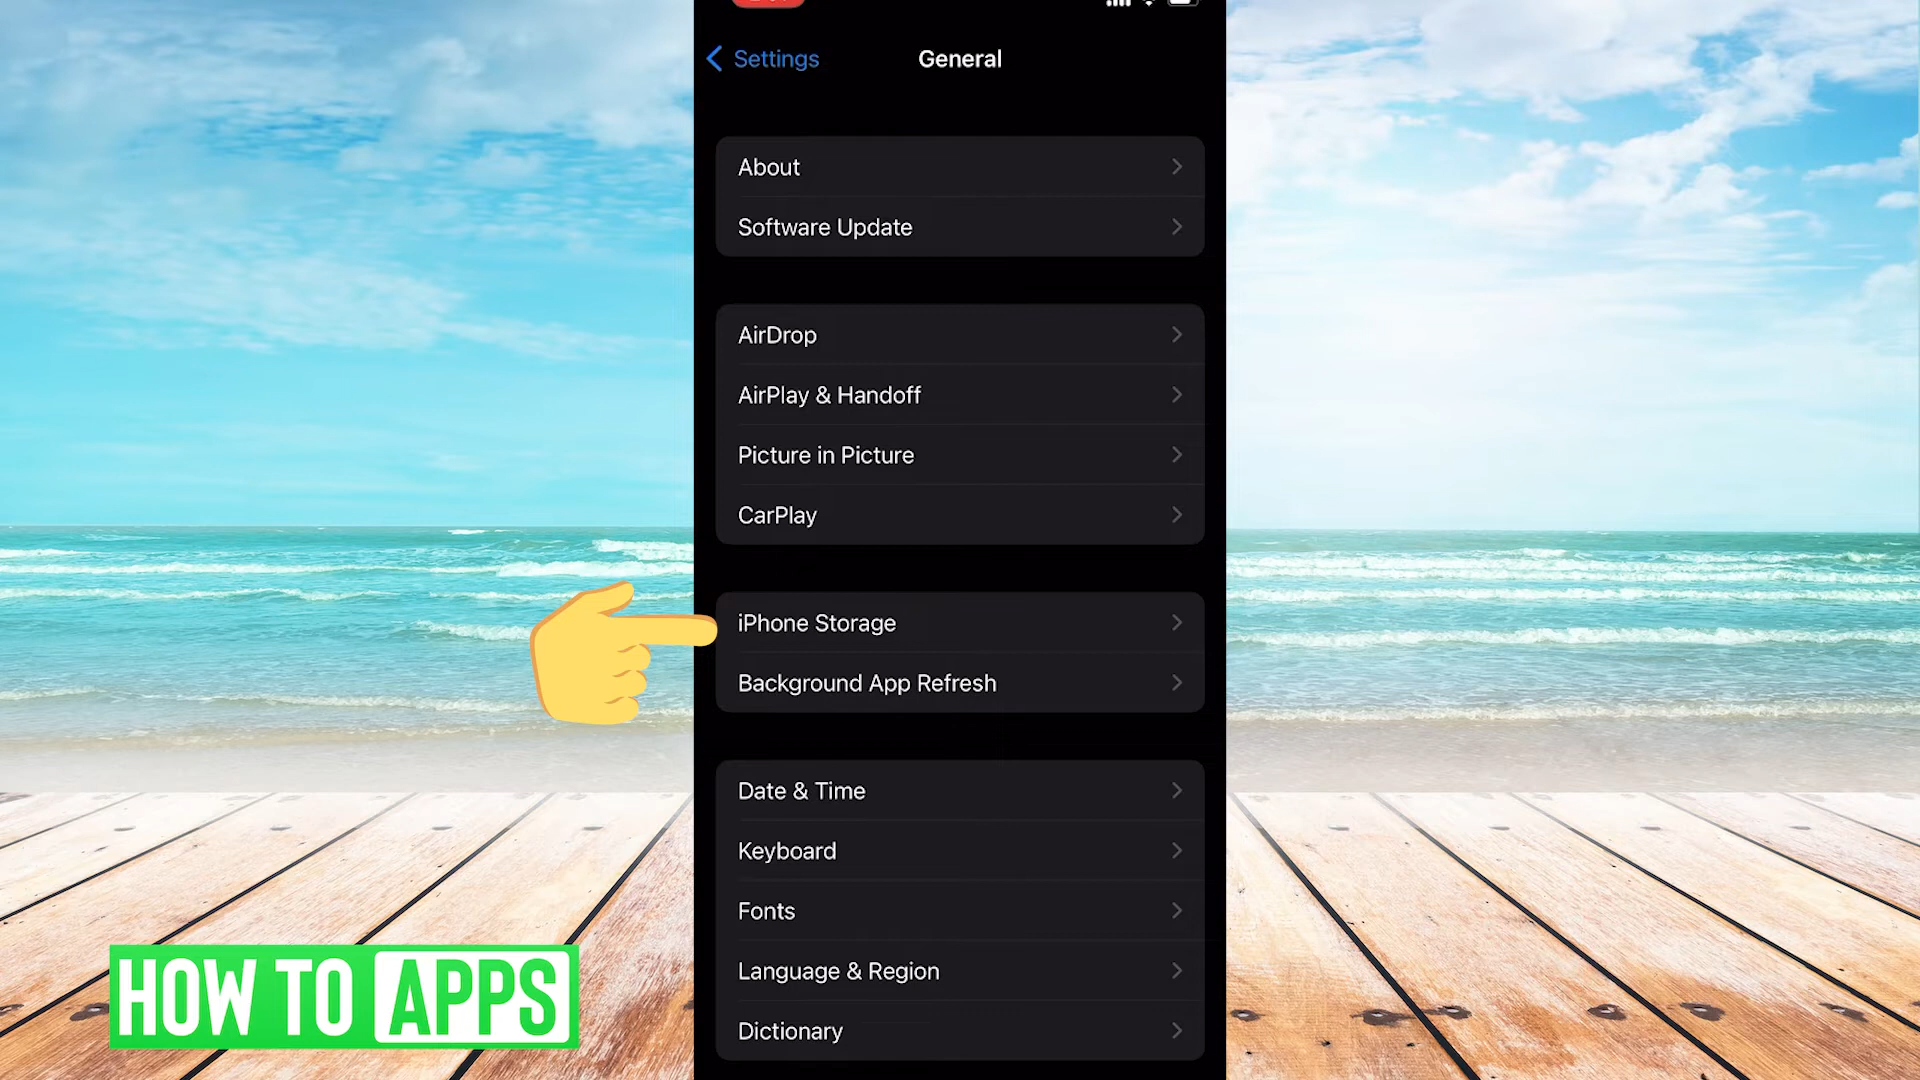 Settings
General
About
Software Update
AirDrop
AirPlay & Handoff
Picture in Picture
CarPlay
iPhone Storage
Background App Refresh
Date & Time
Keyboard
Fonts
Language & Region
Dictionary
HOW TO APPS